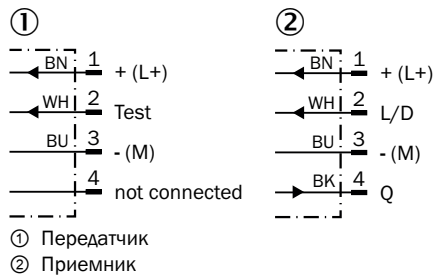 ① ②
BN 1 + (L+)
WH 2 Test
BU 3 - (M)
4 not connected
BN 1 + (L+)
WH 2 L/D
BU 3 - (M)
BK 4 Q
① Передатчик
② Приемник